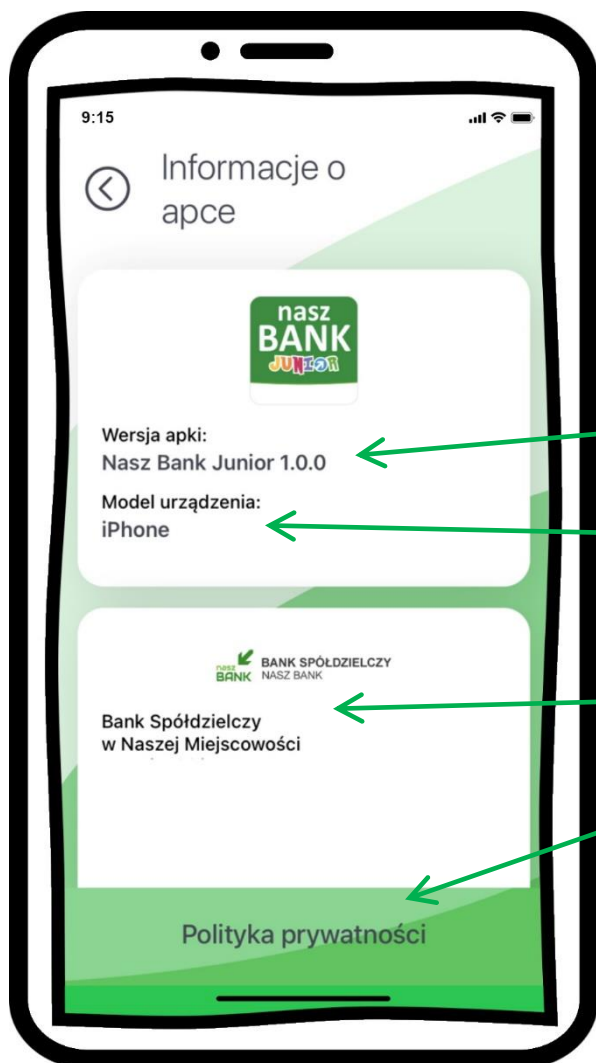 9:15
Informacje o
apce
nasz
BANK
JUNIOR
Wersja apki:
Nasz Bank Junior 1.0.0
Model urządzenia:
iPhone
nasz
BANK
BANK SPÓŁDZIELCZY
NASZ BANK
Bank Spółdzielczy
w Naszej Miejscowości
Polityka prywatności